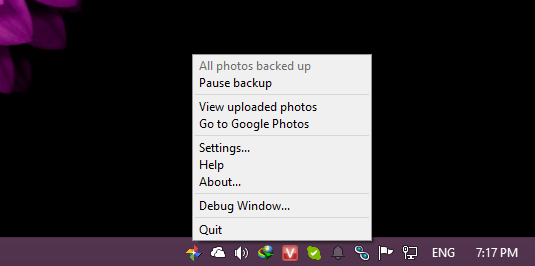 All photos backed up
Pause backup
View uploaded photos
Go to Google Photos
Settings...
Help
About...
Debug Window...
Quit
V
S
ENG 7:17 PM